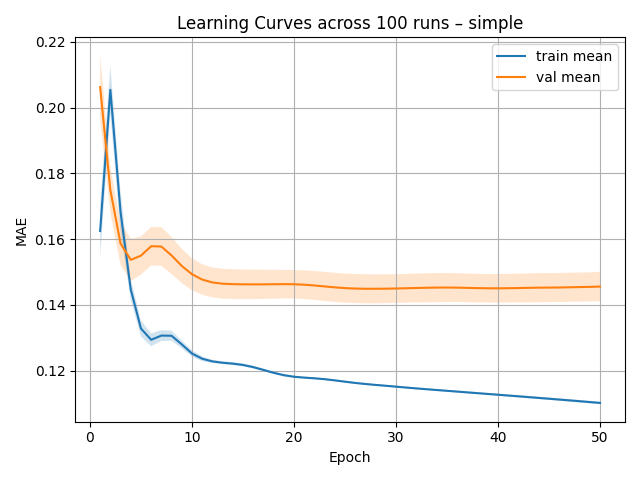 Learning Curves across 100 runs – simple
train mean
val mean
0.22
0.20
0.18
0.16
0.14
0.12
MAE
0
10
20
30
40
50
Epoch